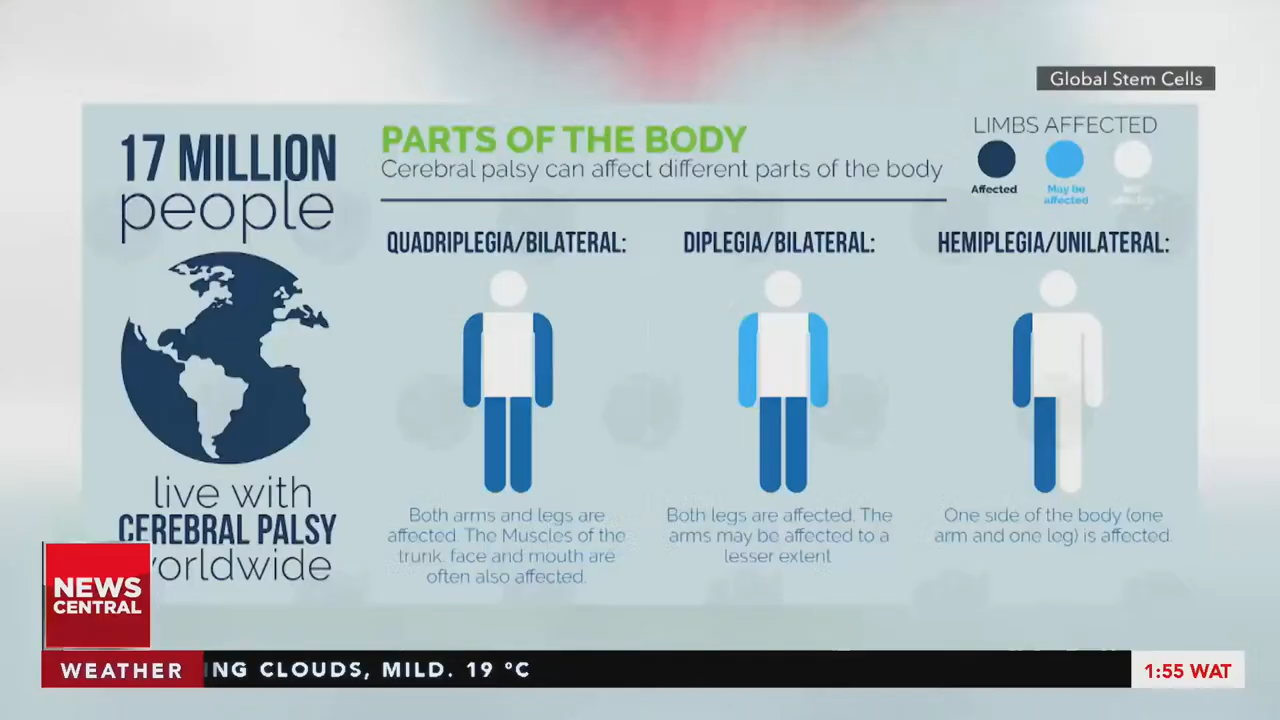 Global Stem Cells
17 MILLION
people
live with
CEREBRAL PALSY
worldwide
PARTS OF THE BODY
Cerebral palsy can affect different parts of the body
LIMBS AFFECTED
Affected
May be
affected
QUADRIPLEGIA/BILATERAL:
Both arms and legs are
affected. The Muscles of the
trunk, face and mouth are
often also affected.
DIPLEGIA/BILATERAL:
Both legs are affected. The
arms may be affected to a
lesser extent
HEMIPLEGIA/UNILATERAL:
One side of the body (one
arm and one leg) is affected.
NEWS
CENTRAL
WEATHER
ING CLOUDS, MILD. 19 °C
1:55 WAT